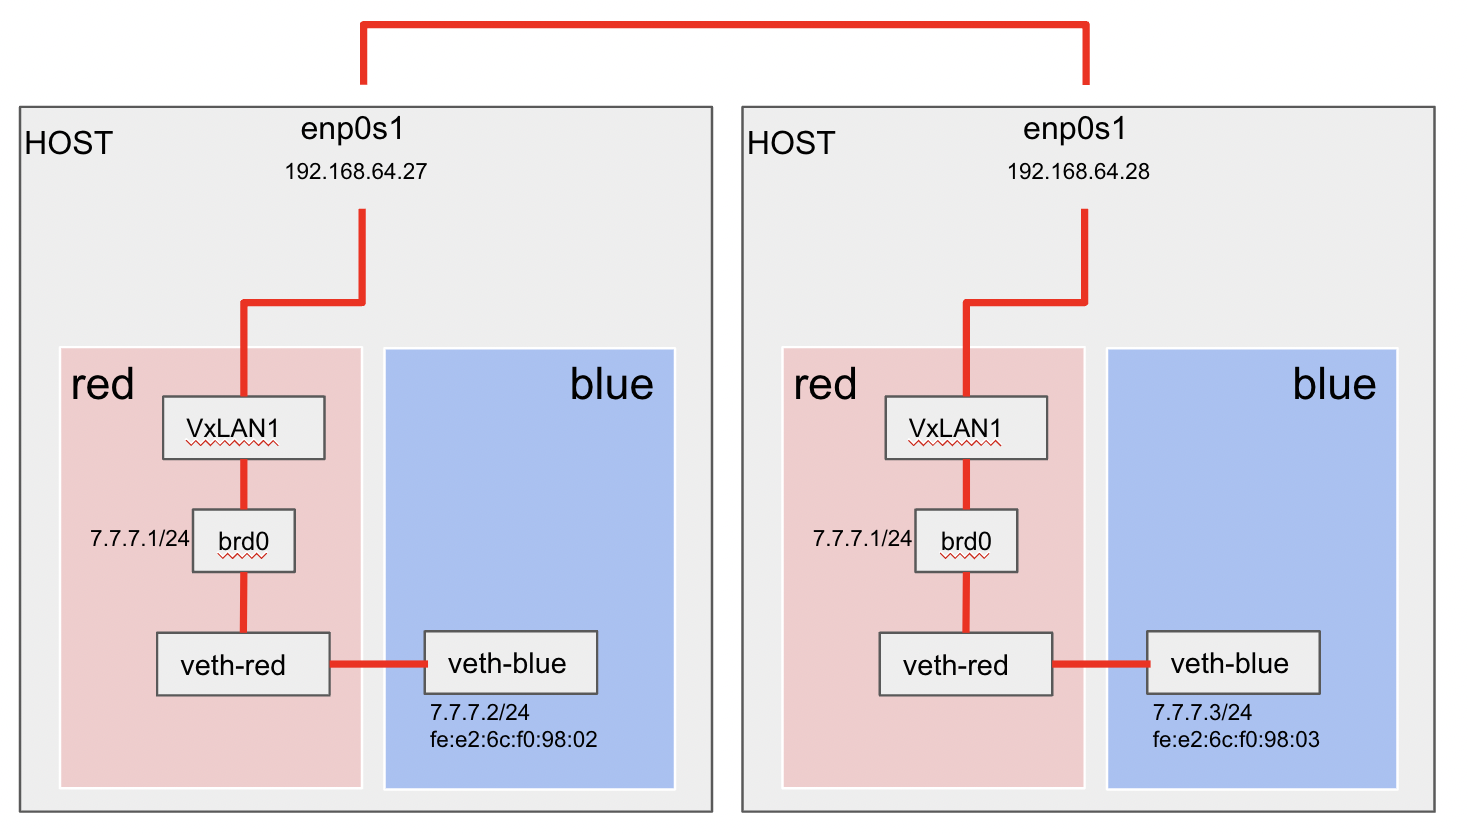 HOST
enp0s1
192.168.64.27
red
blue
VxLAN1
7.7.7.1/24
brd0
veth-red
veth-blue
7.7.7.2/24
fe:e2:6c:f0:98:02
HOST
enp0s1
192.168.64.28
red
blue
VxLAN1
7.7.7.1/24
brd0
veth-red
veth-blue
7.7.7.3/24
fe:e2:6c:f0:98:03